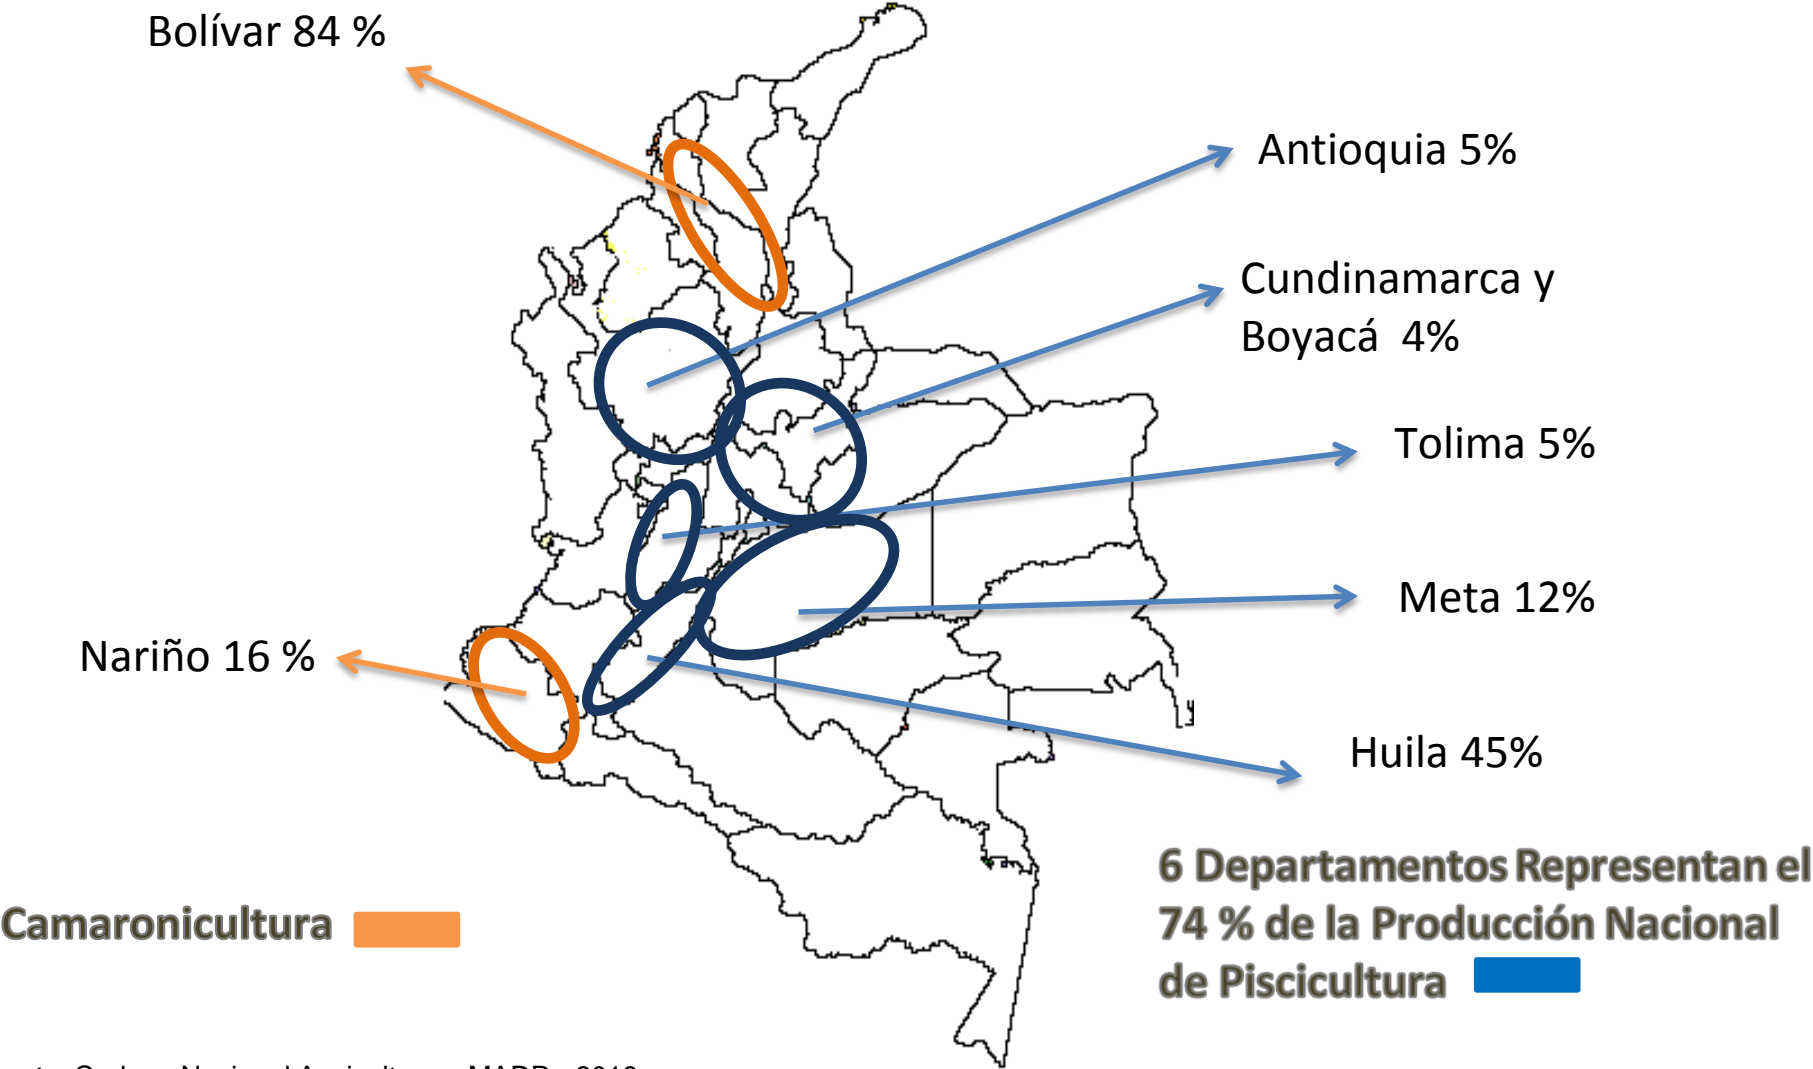 Bolívar 84 %
Antioquia 5%
Cundinamarca y
Boyacá 4%
Tolima 5%
Meta 12%
Nariño 16 %
Huila 45%
6 Departamentos Representan el
74 % de la Producción Nacional
de Piscicultura
Camaronicultura